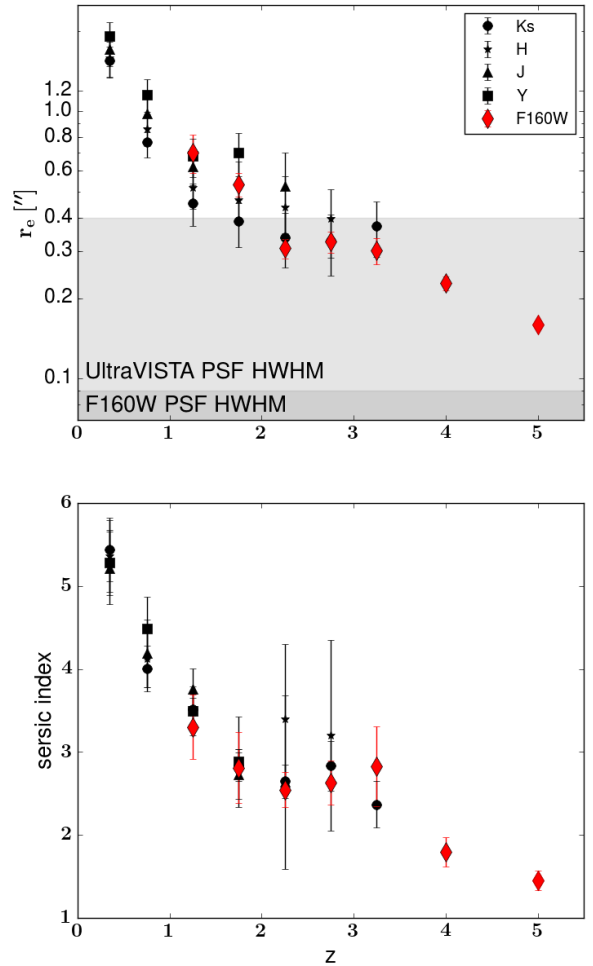 Ks
H
J
Y
F160W
1.2
1.0
0.8
0.6
0.4
0.3
0.2
0.1
r_e [″]
UltraVISTA PSF HWHM
F160W PSF HWHM
0 1 2 3 4 5
6
5
4
3
2
1
sersic index
0 1 2 3 4 5
z